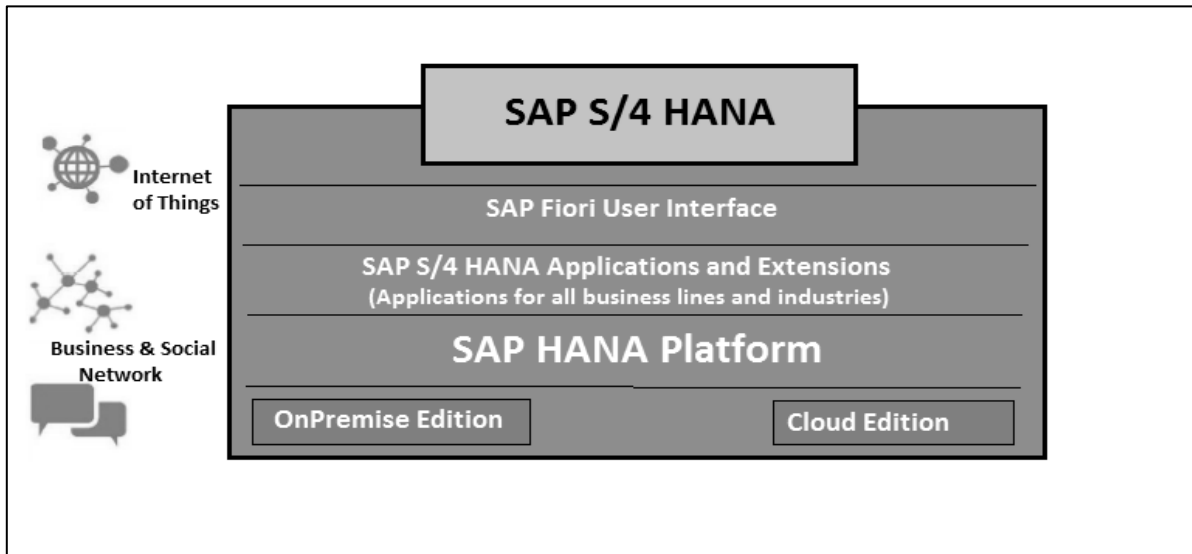 SAP S/4 HANA
Internet
of Things
SAP Fiori User Interface
SAP S/4 HANA Applications and Extensions
(Applications for all business lines and industries)
SAP HANA Platform
Business & Social
Network
OnPremise Edition
Cloud Edition